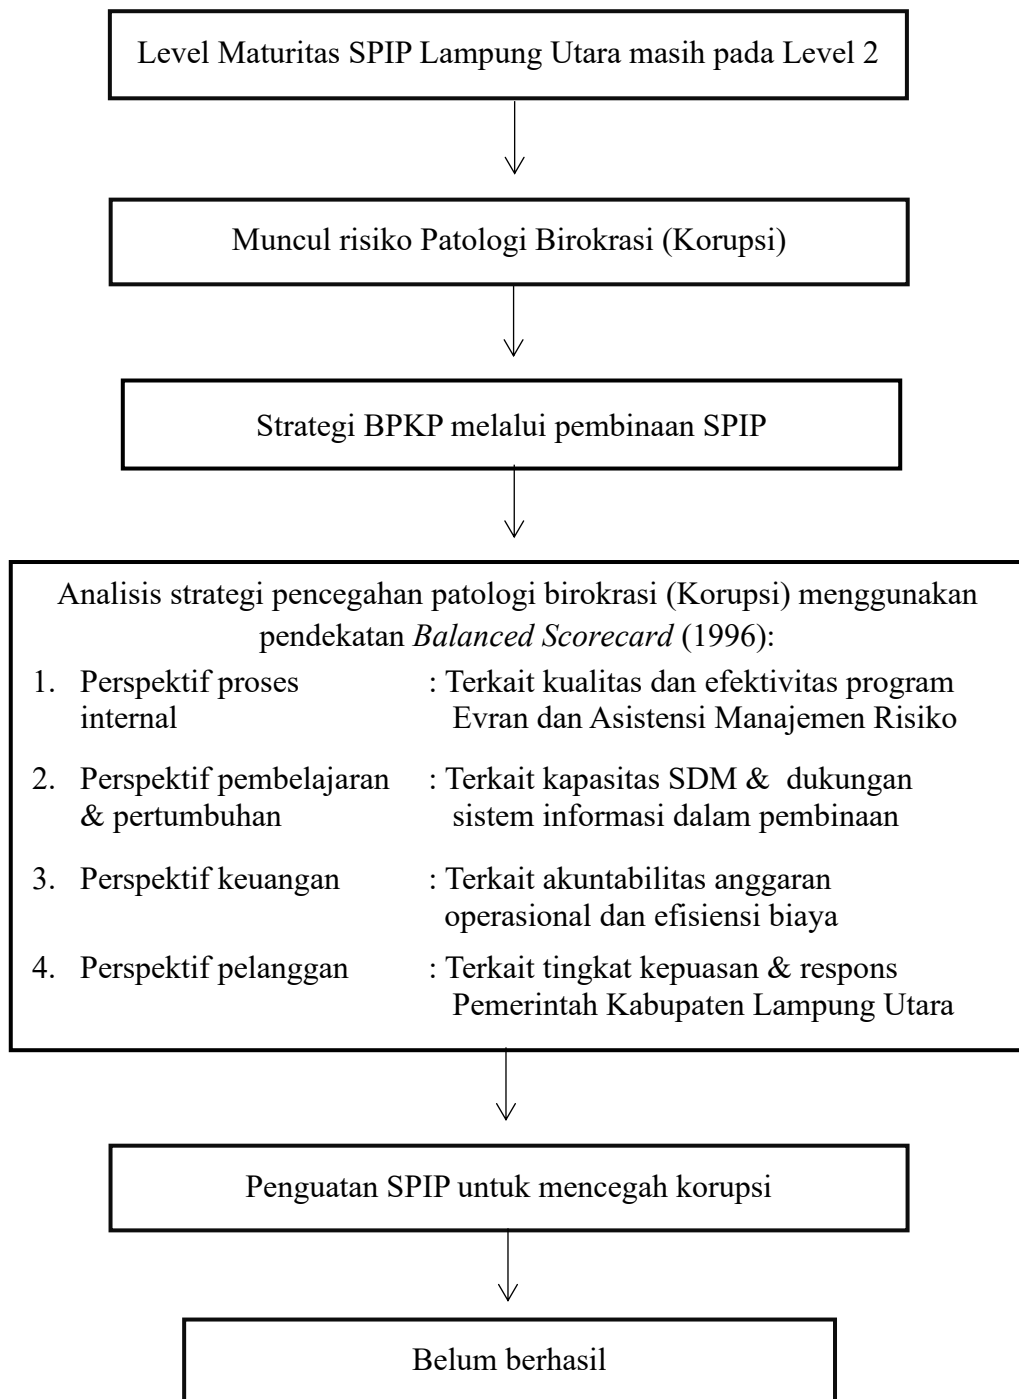 Level Maturitas SPIP Lampung Utara masih pada Level 2
Muncul risiko Patologi Birokrasi (Korupsi)
Strategi BPKP melalui pembinaan SPIP
Analisis strategi pencegahan patologi birokrasi (Korupsi) menggunakan
pendekatan Balanced Scorecard (1996):
1. Perspektif proses : Terkait kualitas dan efektivitas program
internal Evran dan Asistensi Manajemen Risiko
2. Perspektif pembelajaran : Terkait kapasitas SDM & dukungan
& pertumbuhan sistem informasi dalam pembinaan
3. Perspektif keuangan : Terkait akuntabilitas anggaran
operasional dan efisiensi biaya
4. Perspektif pelanggan : Terkait tingkat kepuasan & respons
Pemerintah Kabupaten Lampung Utara
Penguatan SPIP untuk mencegah korupsi
Belum berhasil